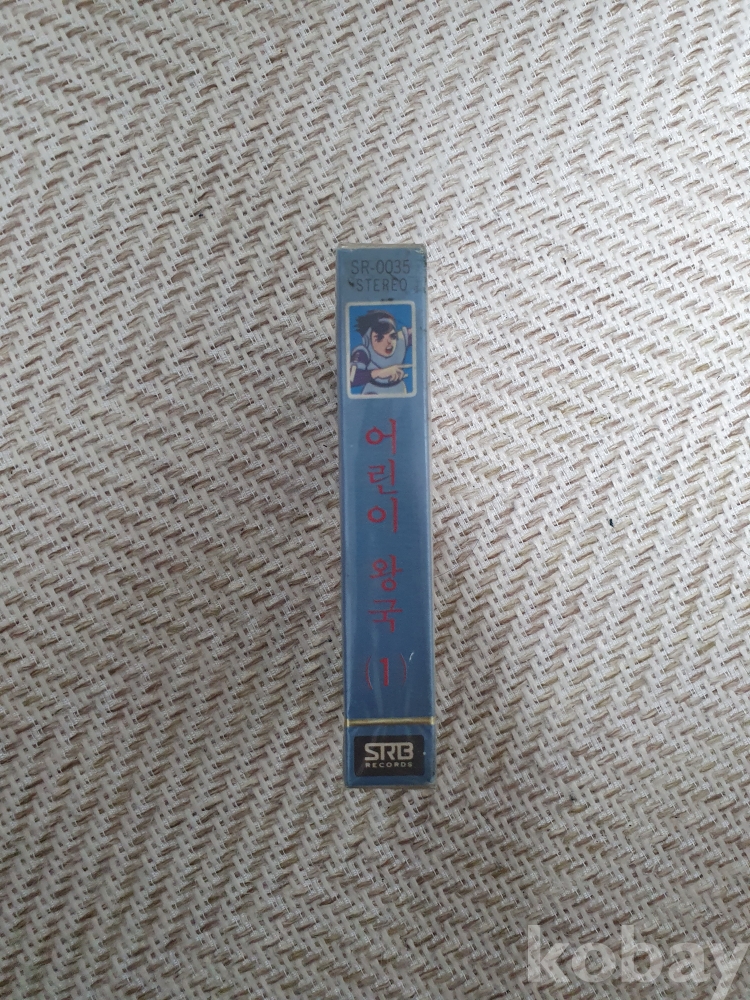 SR-0035
STEREO
어린이 왕국 (1)
SRB
RECORDS
kobay